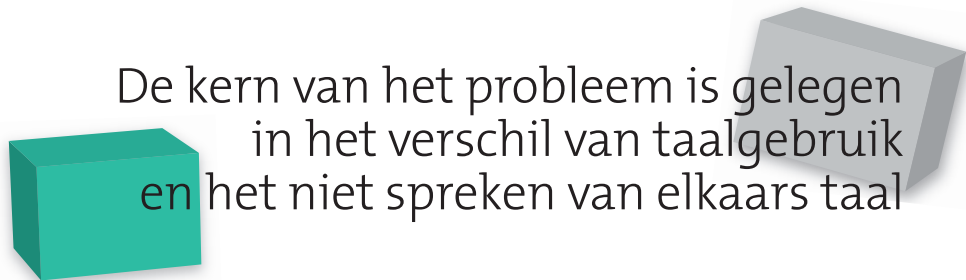 De kern van het probleem is gelegen
in het verschil van taalgebruik
en het niet spreken van elkaars taal